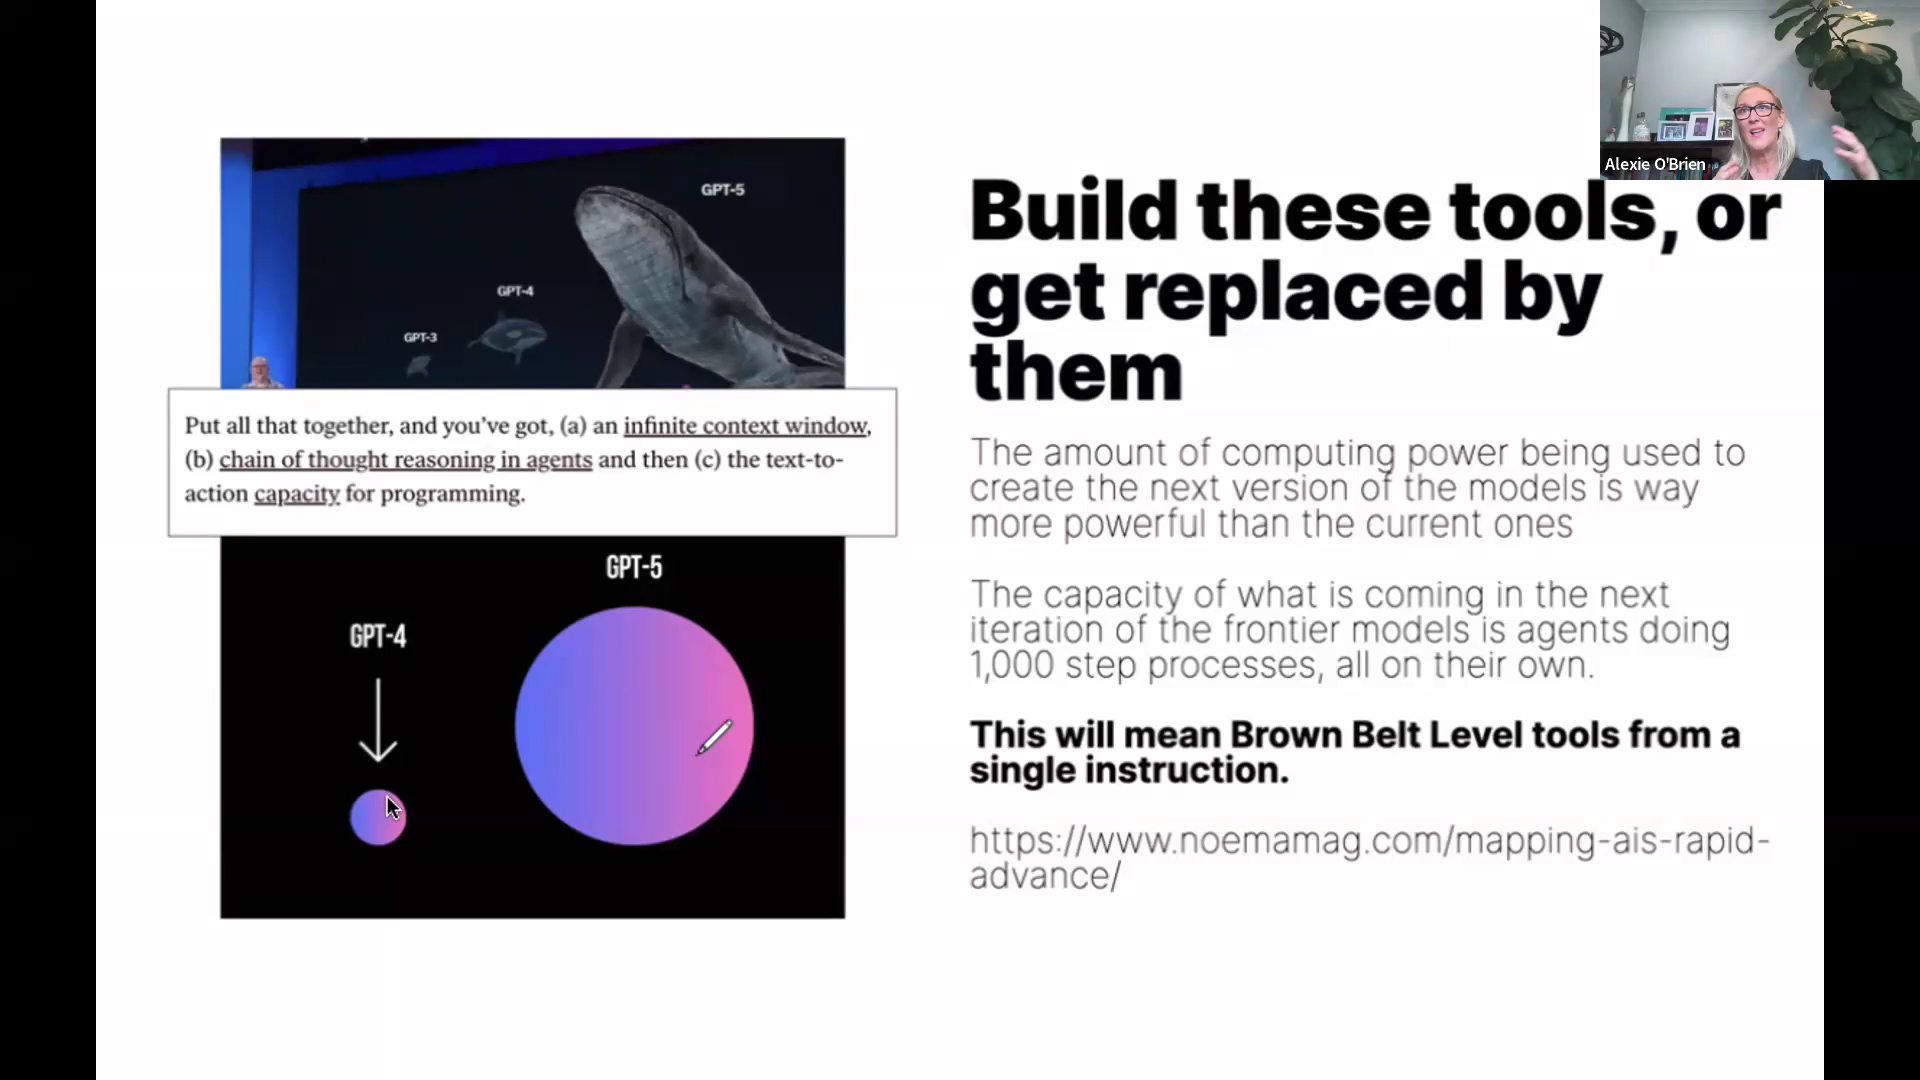 Alexie O'Brien
GPT-5
GPT-4
GPT-3
Put all that together, and you've got, (a) an infinite context window,
(b) chain of thought reasoning in agents and then (c) the text-to-
action capacity for programming.
GPT-5
GPT-4
Build these tools, or
get replaced by
them
The amount of computing power being used to
create the next version of the models is way
more powerful than the current ones
The capacity of what is coming in the next
iteration of the frontier models is agents doing
1,000 step processes, all on their own.
This will mean Brown Belt Level tools from a
single instruction.
https://www.noemamag.com/mapping-ais-rapid-
advance/